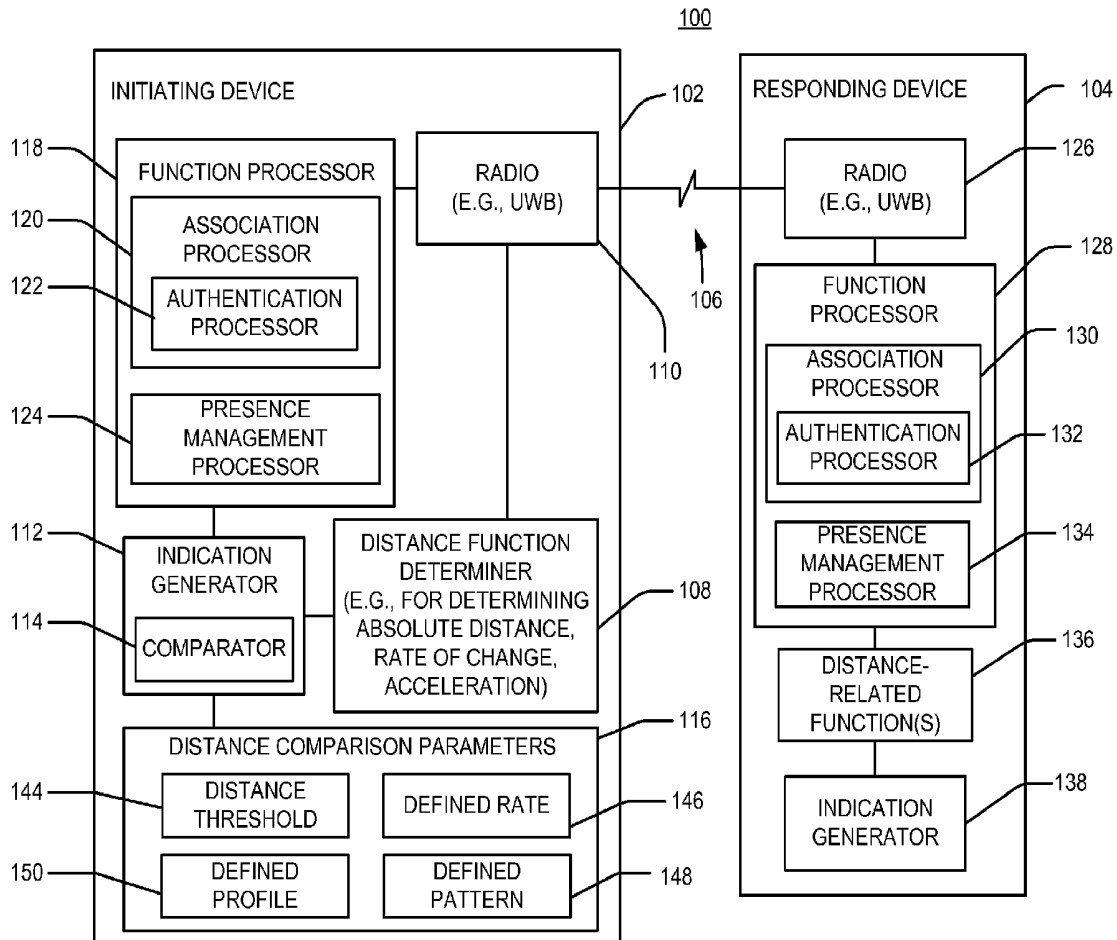 100
INITIATING DEVICE
102
118
FUNCTION PROCESSOR
120
ASSOCIATION
PROCESSOR
122
AUTHENTICATION
PROCESSOR
124
PRESENCE
MANAGEMENT
PROCESSOR
RADIO
(E.G., UWB)
110
106
112
INDICATION
GENERATOR
114
COMPARATOR
DISTANCE FUNCTION
DETERMINER
(E.G., FOR DETERMINING
ABSOLUTE DISTANCE,
RATE OF CHANGE,
ACCELERATION)
108
116
DISTANCE COMPARISON PARAMETERS
144
DISTANCE
THRESHOLD
DEFINED RATE
146
150
DEFINED
PROFILE
DEFINED
PATTERN
148
RESPONDING DEVICE
104
RADIO
(E.G., UWB)
126
128
FUNCTION
PROCESSOR
130
ASSOCIATION
PROCESSOR
AUTHENTICATION
PROCESSOR
132
PRESENCE
MANAGEMENT
PROCESSOR
134
136
DISTANCE-
RELATED
FUNCTION(S)
138
INDICATION
GENERATOR